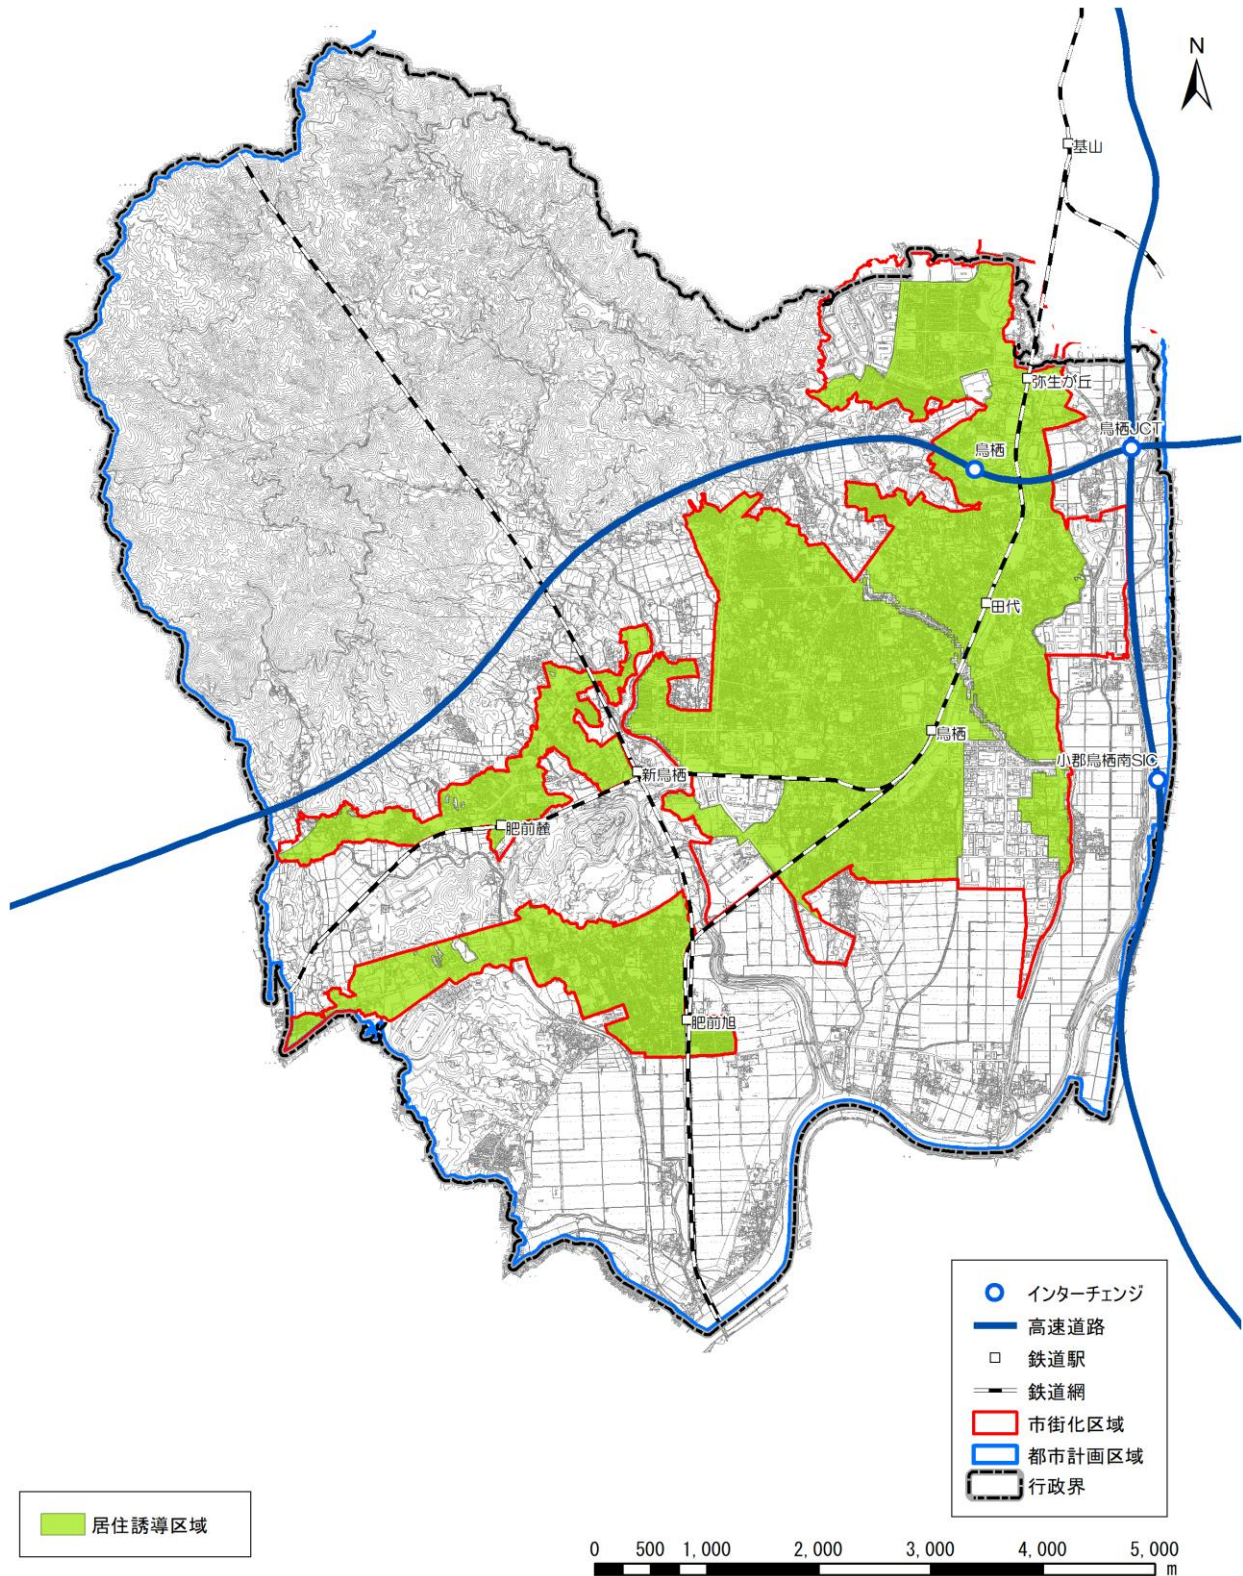 N
基山
弥生が丘
鳥栖JCT
鳥栖
田代
鳥栖
小郡鳥栖南SIC
新鳥栖
肥前麓
肥前旭
インターチェンジ
高速道路
鉄道駅
鉄道網
市街化区域
都市計画区域
行政界
居住誘導区域
0 500 1,000 2,000 3,000 4,000 5,000
m